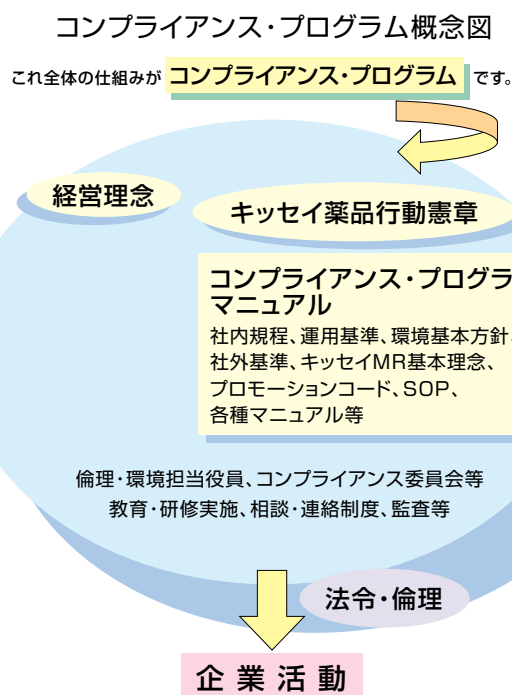 コンプライアンス・プログラム概念図
これ全体の仕組みが コンプライアンス・プログラム です。
経営理念
キッセイ薬品行動憲章
コンプライアンス・プログラ
マニュアル
社内規程、運用基準、環境基本方針、
社外基準、キッセイMR基本理念、
プロモーションコード、SOP、
各種マニュアル等
倫理・環境担当役員、コンプライアンス委員会等
教育・研修実施、相談・連絡制度、監査等
法令・倫理
企業活動